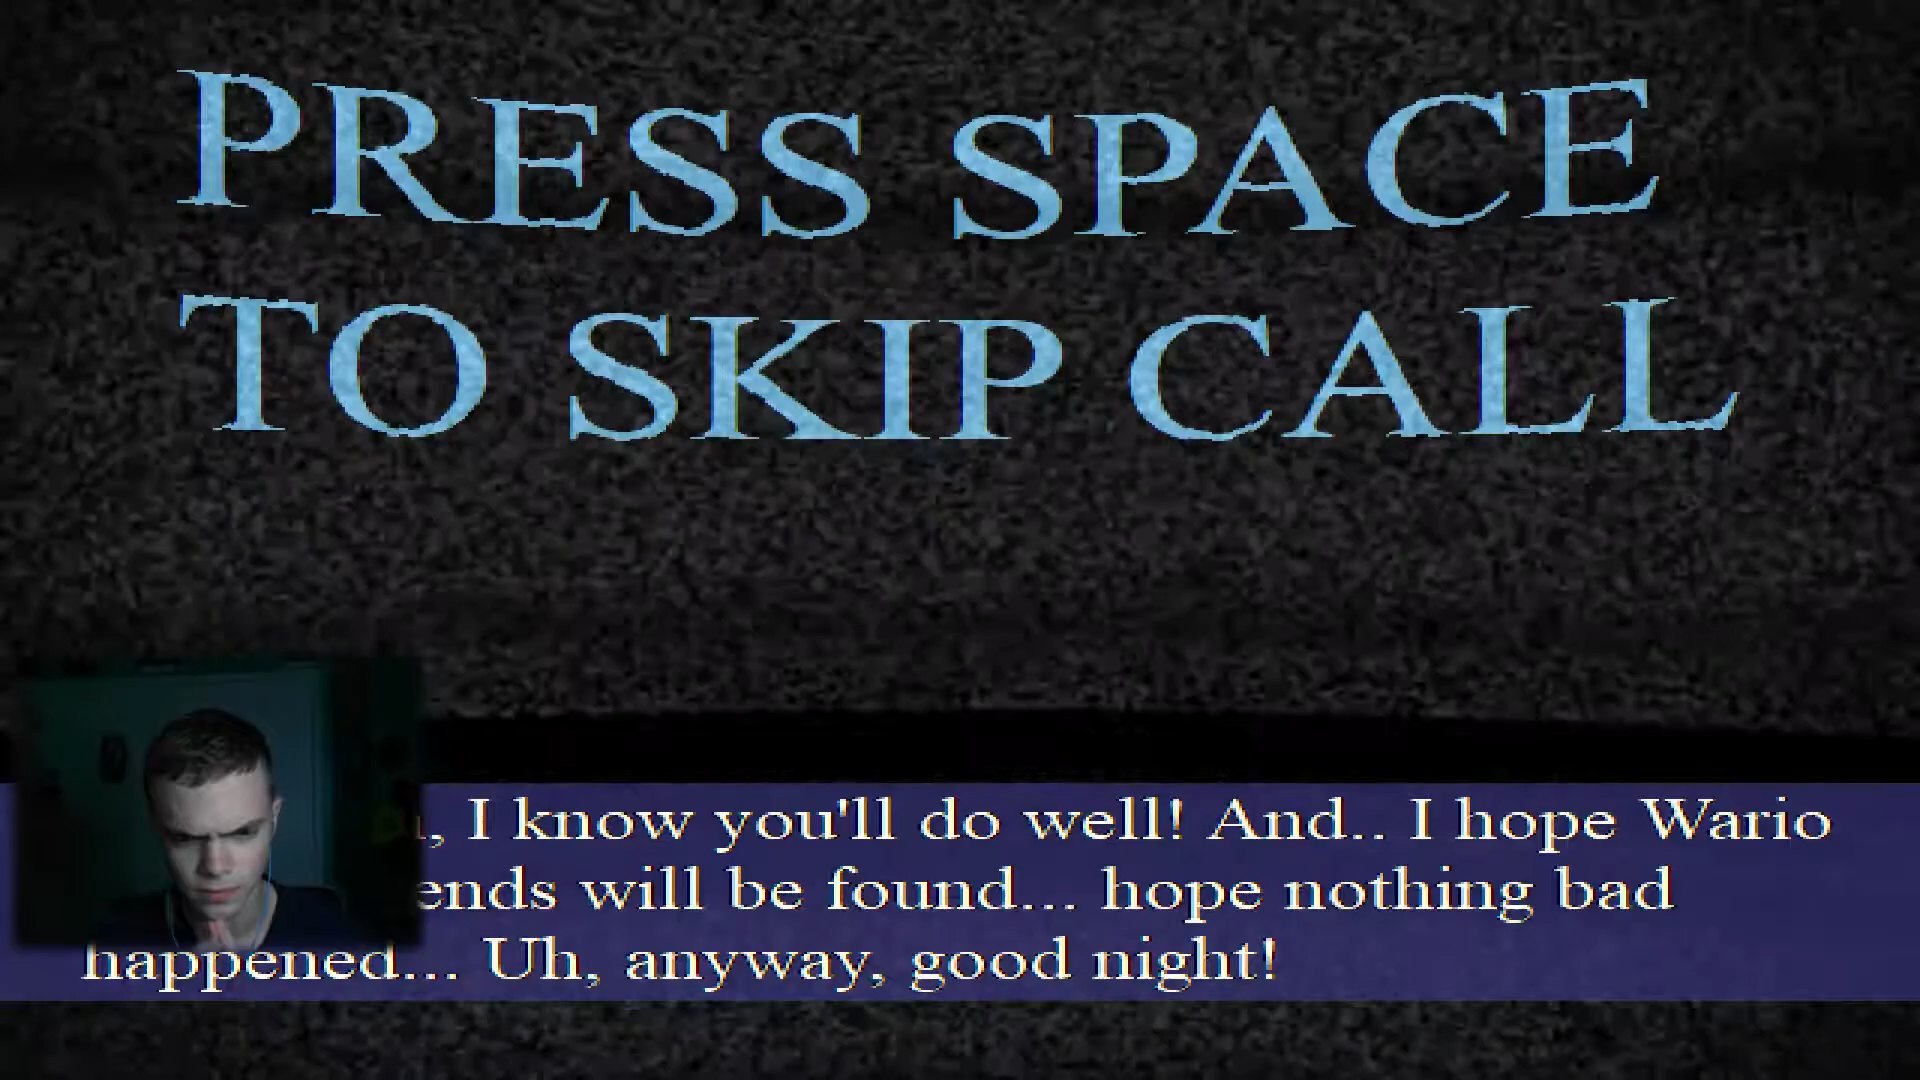 PRESS SPACE
TO SKIP CALL
, I know you'll do well! And.. I hope Wario
ends will be found... hope nothing bad
happened... Uh, anyway, good night!